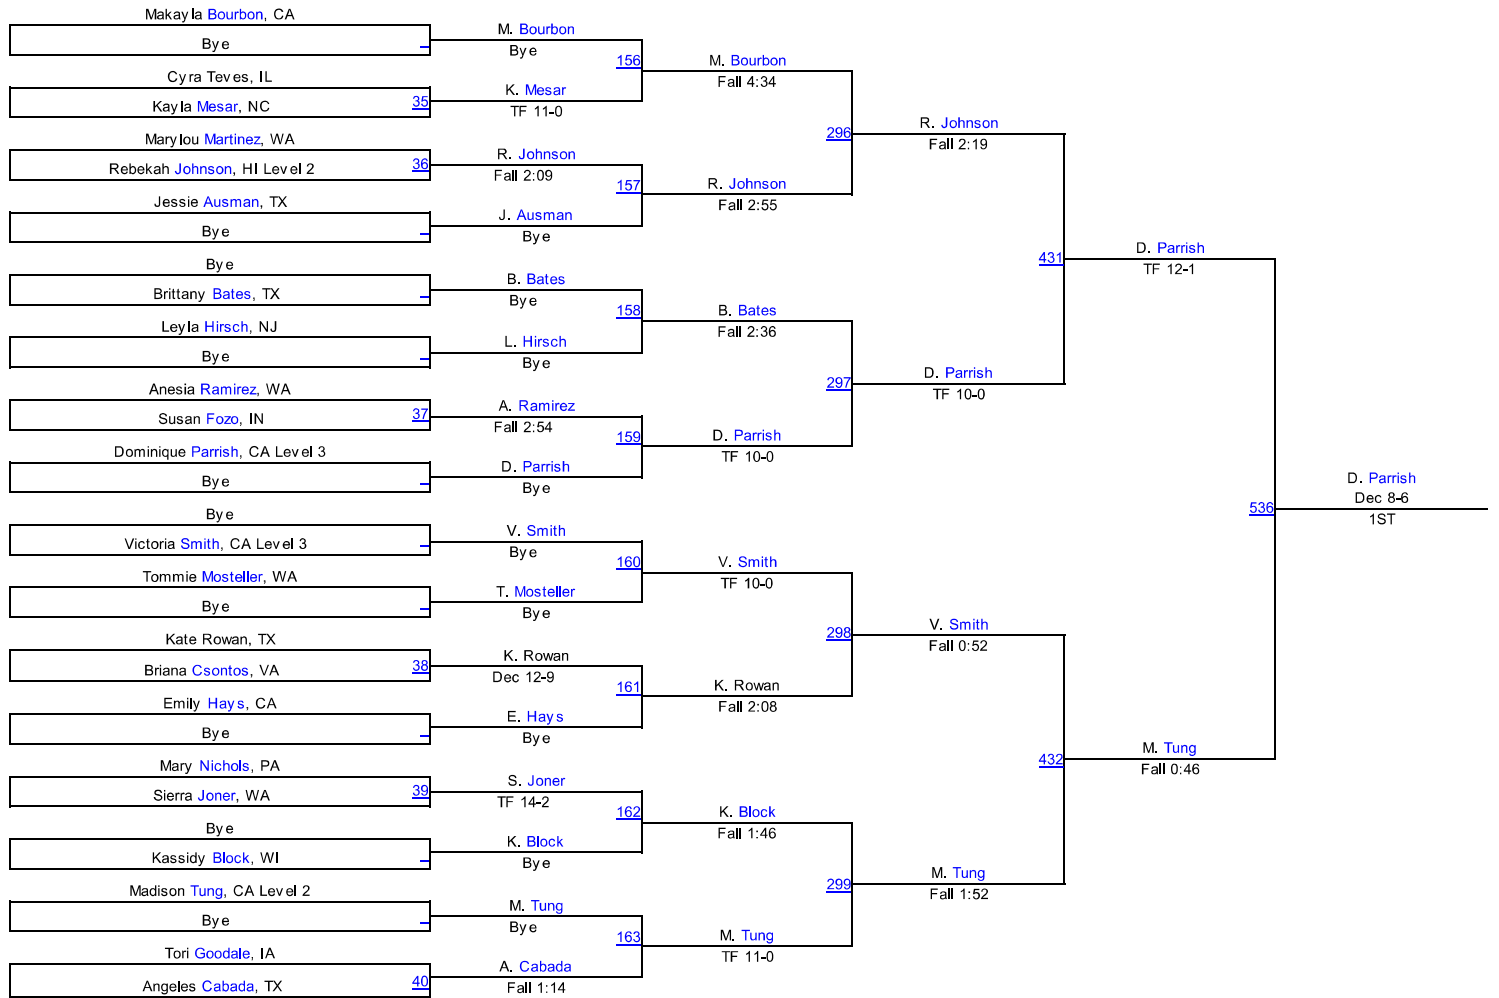 Makayla Bourbon, CA
Bye
Cyra Teves, IL
Kayla Mesar, NC
35
Marylou Martinez, WA
Rebekah Johnson, HI Level 2
36
Jessie Ausman, TX
Bye
Bye
Brittany Bates, TX
Leyla Hirsch, NJ
Bye
Anesia Ramirez, WA
Susan Fozo, IN
37
Dominique Parrish, CA Level 3
Bye
Bye
Victoria Smith, CA Level 3
Tommie Mosteller, WA
Bye
Kate Rowan, TX
Briana Csontos, VA
38
Emily Hays, CA
Bye
Mary Nichols, PA
Sierra Joner, WA
39
Bye
Kassidy Block, WI
Madison Tung, CA Level 2
Bye
Tori Goodale, IA
Angeles Cabada, TX
40
M. Bourbon
Bye
156
K. Mesar
TF 11-0
R. Johnson
Fall 2:09
157
J. Ausman
Bye
B. Bates
Bye
158
L. Hirsch
Bye
A. Ramirez
Fall 2:54
159
D. Parrish
Bye
V. Smith
Bye
160
T. Mosteller
Bye
K. Rowan
Dec 12-9
161
E. Hays
Bye
S. Joner
TF 14-2
162
K. Block
Bye
M. Tung
Bye
163
A. Cabada
Fall 1:14
M. Bourbon
Fall 4:34
296
R. Johnson
Fall 2:55
B. Bates
Fall 2:36
297
D. Parrish
TF 10-0
V. Smith
TF 10-0
298
K. Rowan
Fall 2:08
K. Block
Fall 1:46
299
M. Tung
TF 11-0
R. Johnson
Fall 2:19
431
D. Parrish
TF 10-0
V. Smith
Fall 0:52
432
M. Tung
Fall 1:52
D. Parrish
TF 12-1
536
M. Tung
Fall 0:46
D. Parrish
Dec 8-6
1ST